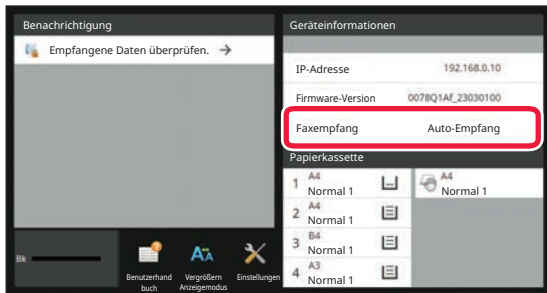 Benachrichtigung
Empfangene Daten überprüfen. →
Geräteinformationen
IP-Adresse 192.168.0.10
Firmware-Version 0078Q1Af_23030100
Faxempfang Auto-Empfang
Papierkassette
1 A4
Normal 1
A4
Normal 1
2 A4
Normal 1
3 B4
Normal 1
4 A3
Normal 1
Bk
Benutzerhand
buch
Vergrößern
Anzeigemodus
Einstellungen